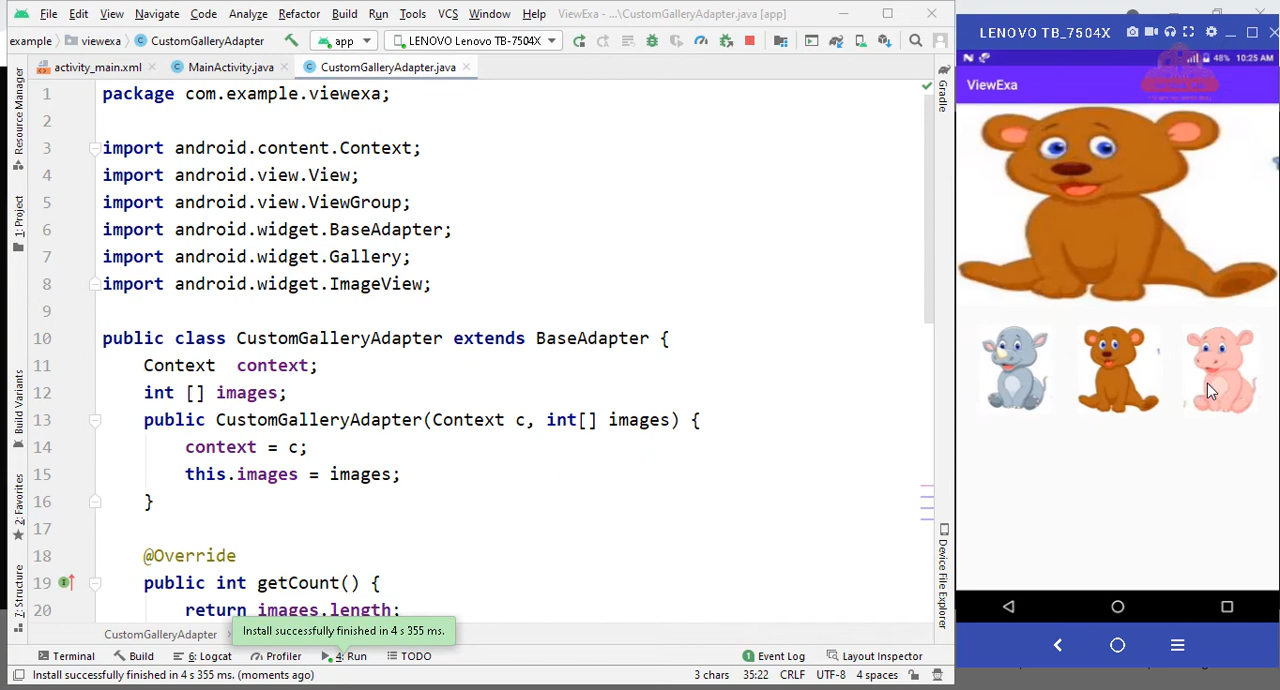 File Edit View Navigate Code Analyze Refactor Build Run Tools VCS Window Help ViewExa - ...\CustomGalleryAdapter.java [app]
example viewexa CustomGalleryAdapter app LENOVO Lenovo TB-7504X
activity_main.xml MainActivity.java CustomGalleryAdapter.java
Resource Manager
1: Project
Build Variants
2: Favorites
7: Structure
1 package com.example.viewexa;
2
3 import android.content.Context;
4 import android.view.View;
5 import android.view.ViewGroup;
6 import android.widget.BaseAdapter;
7 import android.widget.Gallery;
8 import android.widget.ImageView;
9
10 public class CustomGalleryAdapter extends BaseAdapter {
11 Context context;
12 int [] images;
13 public CustomGalleryAdapter(Context c, int[] images) {
14 context = c;
15 this.images = images;
16 }
17
18 @Override
19 public int getCount() {
20 return images.length;
CustomGalleryAdapter
Install successfully finished in 4 s 355 ms.
Terminal Build 6: Logcat Profiler 4: Run TODO Event Log Layout Inspector
Install successfully finished in 4 s 355 ms. (moments ago) 3 chars 35:22 CRLF UTF-8 4 spaces
Gradle
Device File Explorer
LENOVO TB_7504X
48% 10:25 AM
ViewExa